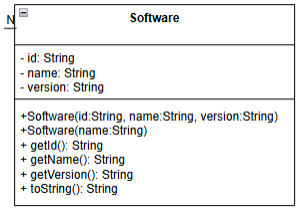 N
Software
- id: String
- name: String
- version: String
+Software(id:String, name:String, version:String)
+Software(name:String)
+ getId(): String
+ getName(): String
+ getVersion(): String
+ toString(): String